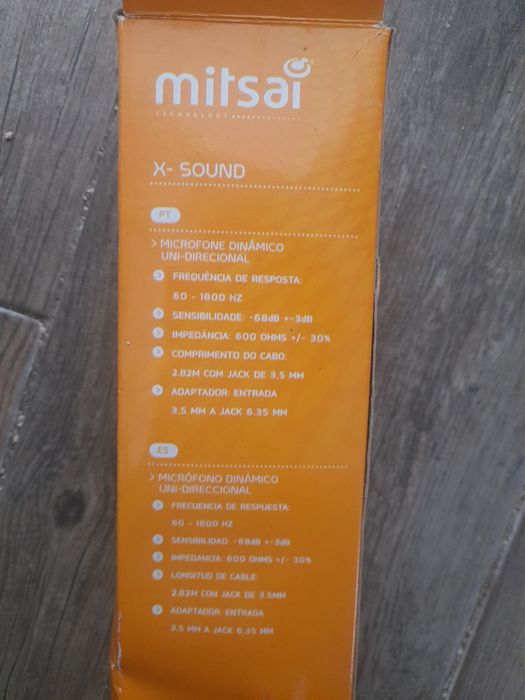 mitsai
TECHNOLOGY
X- SOUND
PT
> MICROFONE DINÂMICO
UNI-DIRECIONAL
FREQUÊNCIA DE RESPOSTA:
60 - 1800 HZ
SENSIBILIDADE: -68dB +-3dB
IMPEDÂNCIA: 600 OHMS +/- 30%
COMPRIMENTO DO CABO:
2.82M COM JACK DE 3,5 MM
ADAPTADOR: ENTRADA
3,5 MM A JACK 6.35 MM
ES
> MICRÓFONO DINÁMICO
UNI-DIRECCIONAL
FRECUENCIA DE RESPUESTA:
60 - 1600 HZ
SENSIBILIDAD: -68dB +-3dB
IMPEDANCIA: 600 OHMS +/- 30%
LONGITUD DE CABLE:
2.82M CON JACK DE 3.5MM
ADAPTADOR: ENTRADA
3,5 MM A JACK 6,35 MM